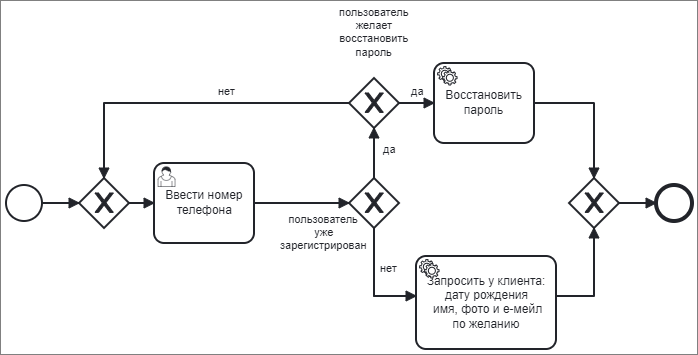 пользователь
желает
восстановить
пароль
нет
да
Восстановить
пароль
да
Ввести номер
телефона
пользователь
уже
зарегистрирован
нет
Запросить у клиента:
дату рождения
имя, фото и е-мейл
по желанию